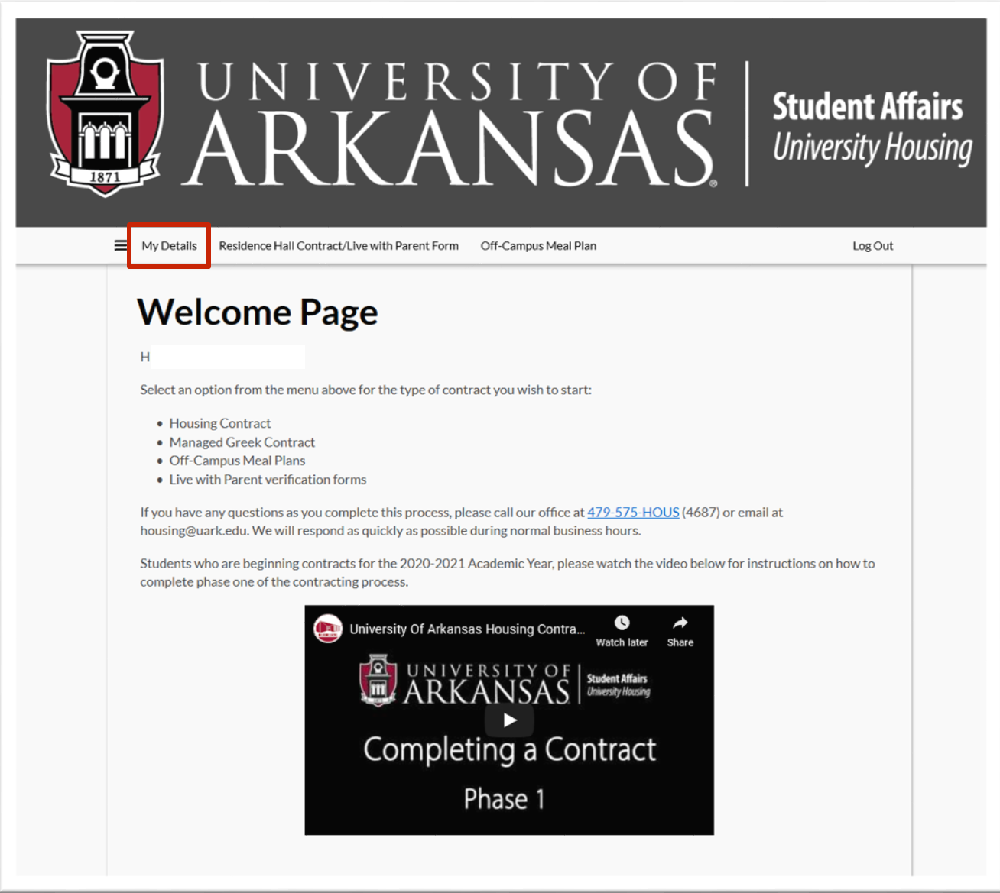 UNIVERSITY OF
ARKANSAS®
Student Affairs
University Housing
1871
My Details Residence Hall Contract/Live with Parent Form Off-Campus Meal Plan Log Out
Welcome Page
Hi
Select an option from the menu above for the type of contract you wish to start:
• Housing Contract
• Managed Greek Contract
• Off-Campus Meal Plans
• Live with Parent verification forms
If you have any questions as you complete this process, please call our office at 479-575-HOUS (4687) or email at
housing@uark.edu. We will respond as quickly as possible during normal business hours.
Students who are beginning contracts for the 2020-2021 Academic Year, please watch the video below for instructions on how to
complete phase one of the contracting process.
University Of Arkansas Housing Contra...
Watch later
Share
UNIVERSITY OF
ARKANSAS
Student Affairs
University Housing
1871
Completing a Contract
Phase 1